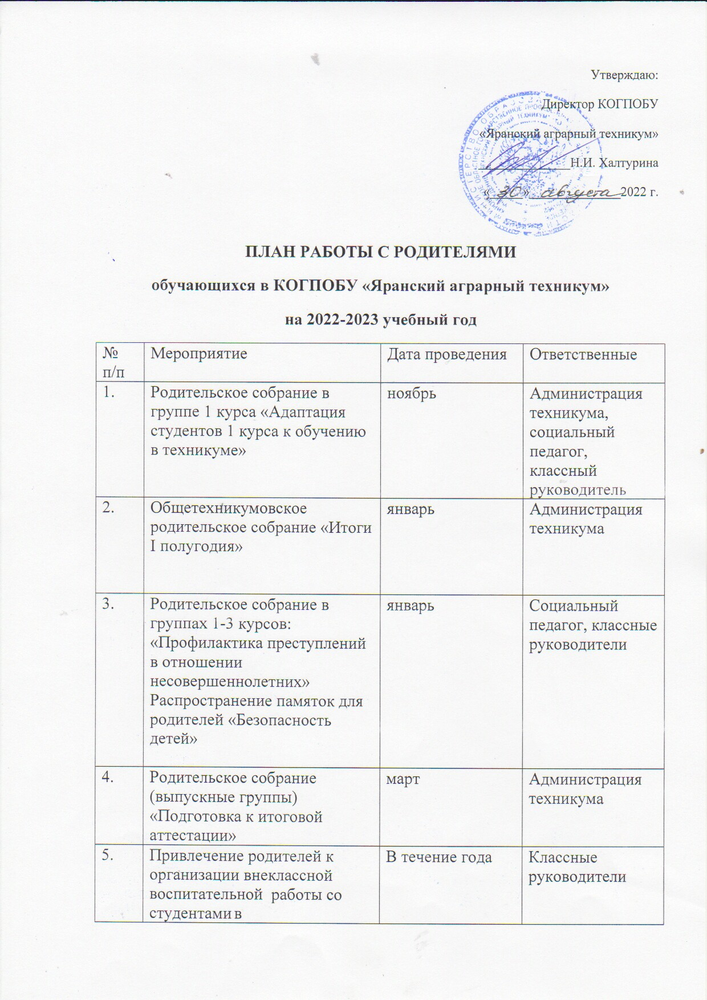 Утверждаю:
Директор КОГПОБУ
«Яранский аграрный техникум»
Н.И. Халтурина
«30» августа 2022 г.
ПЛАН РАБОТЫ С РОДИТЕЛЯМИ
обучающихся в КОГПОБУ «Яранский аграрный техникум»
на 2022-2023 учебный год
№
п/п
Мероприятие
Дата проведения
Ответственные
1.
Родительское собрание в
группе 1 курса «Адаптация
студентов 1 курса к обучению
в техникуме»
ноябрь
Администрация
техникума,
социальный
педагог,
классный
руководитель
2.
Общетехникумовское
родительское собрание «Итоги
I полугодия»
январь
Администрация
техникума
3.
Родительское собрание в
группах 1-3 курсов:
«Профилактика преступлений
в отношении
несовершеннолетних»
Распространение памяток для
родителей «Безопасность
детей»
январь
Социальный
педагог, классные
руководители
4.
Родительское собрание
(выпускные группы)
«Подготовка к итоговой
аттестации»
март
Администрация
техникума
5.
Привлечение родителей к
организации внеклассной
воспитательной работы со
студентами в
В течение года
Классные
руководители